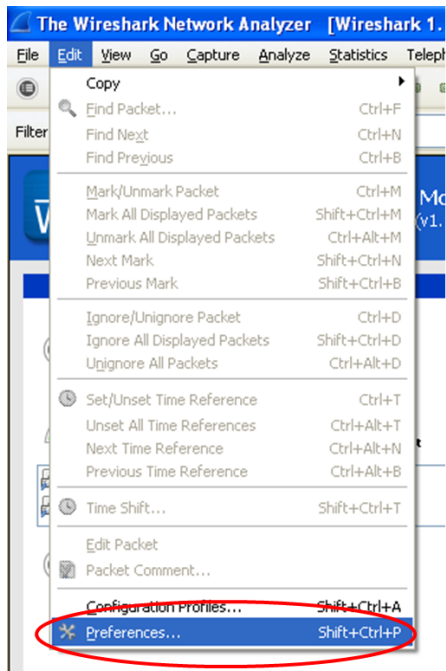 The Wireshark Network Analyzer [Wireshark 1.
File Edit View Go Capture Analyze Statistics
Copy
Find Packet... Ctrl+F
Filter
Find Next Ctrl+N
Find Previous Ctrl+B
Mark/Unmark Packet Ctrl+M
Mark All Displayed Packets Shift+Ctrl+M
(v1.
Unmark All Displayed Packets Ctrl+Alt+M
Next Mark Shift+Ctrl+N
Previous Mark Shift+Ctrl+B
Ignore/Unignore Packet Ctrl+D
Ignore All Displayed Packets Shift+Ctrl+D
Unignore All Packets Ctrl+Alt+D
Set/Unset Time Reference Ctrl+T
Unset All Time References Ctrl+Alt+T
Next Time Reference Ctrl+Alt+N
Previous Time Reference Ctrl+Alt+B
Time Shift... Shift+Ctrl+T
Edit Packet
Packet Comment...
Configuration Profiles... Shift+Ctrl+A
Preferences... Shift+Ctrl+P